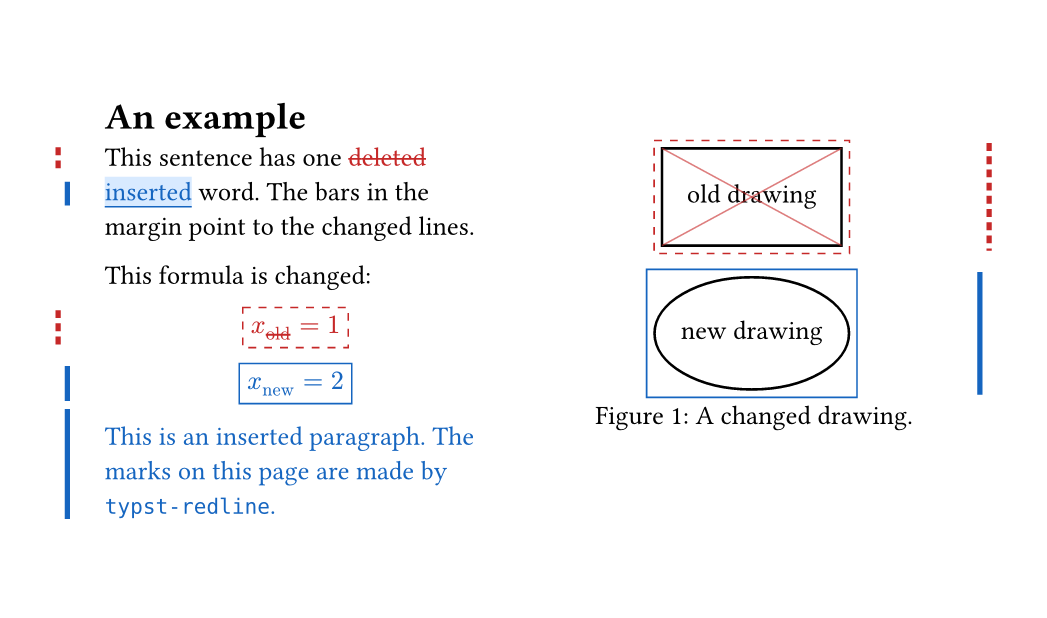 An example
This sentence has one deleted
inserted word. The bars in the
margin point to the changed lines.
This formula is changed:
x_old = 1
x_new = 2
This is an inserted paragraph. The
marks on this page are made by
typst-redline.
old drawing
new drawing
Figure 1: A changed drawing.